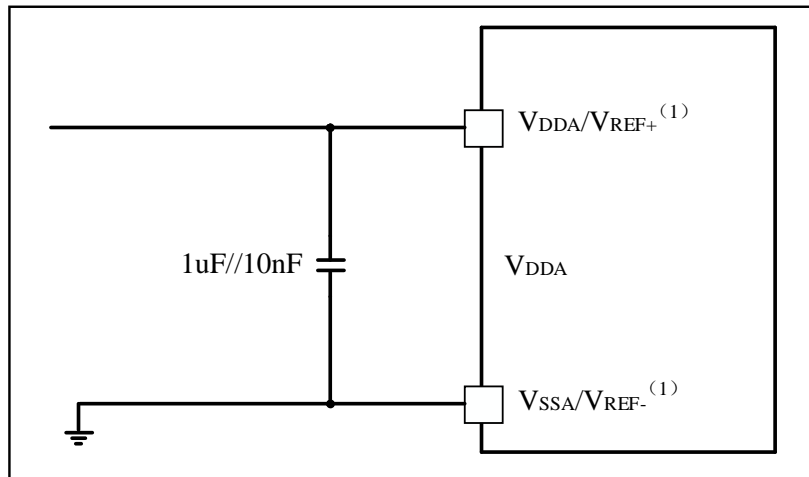 VDDA/VREF+（1）
1uF//10nF
VDDA
VSSA/VREF-（1）